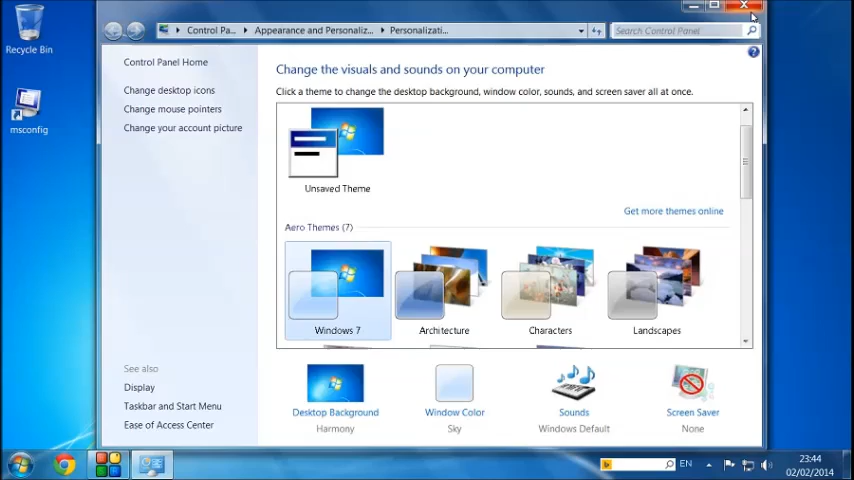 Recycle Bin
msconfig
Control Pa...
Appearance and Personaliz...
Personalizati...
Search Control Panel
Control Panel Home
Change desktop icons
Change mouse pointers
Change your account picture
See also
Display
Taskbar and Start Menu
Ease of Access Center
Change the visuals and sounds on your computer
Click a theme to change the desktop background, window color, sounds, and screen saver all at once.
Unsaved Theme
Get more themes online
Aero Themes (7)
Windows 7
Architecture
Characters
Landscapes
Desktop Background
Harmony
Window Color
Sky
Sounds
Windows Default
Screen Saver
None
EN
23:44
02/02/2014